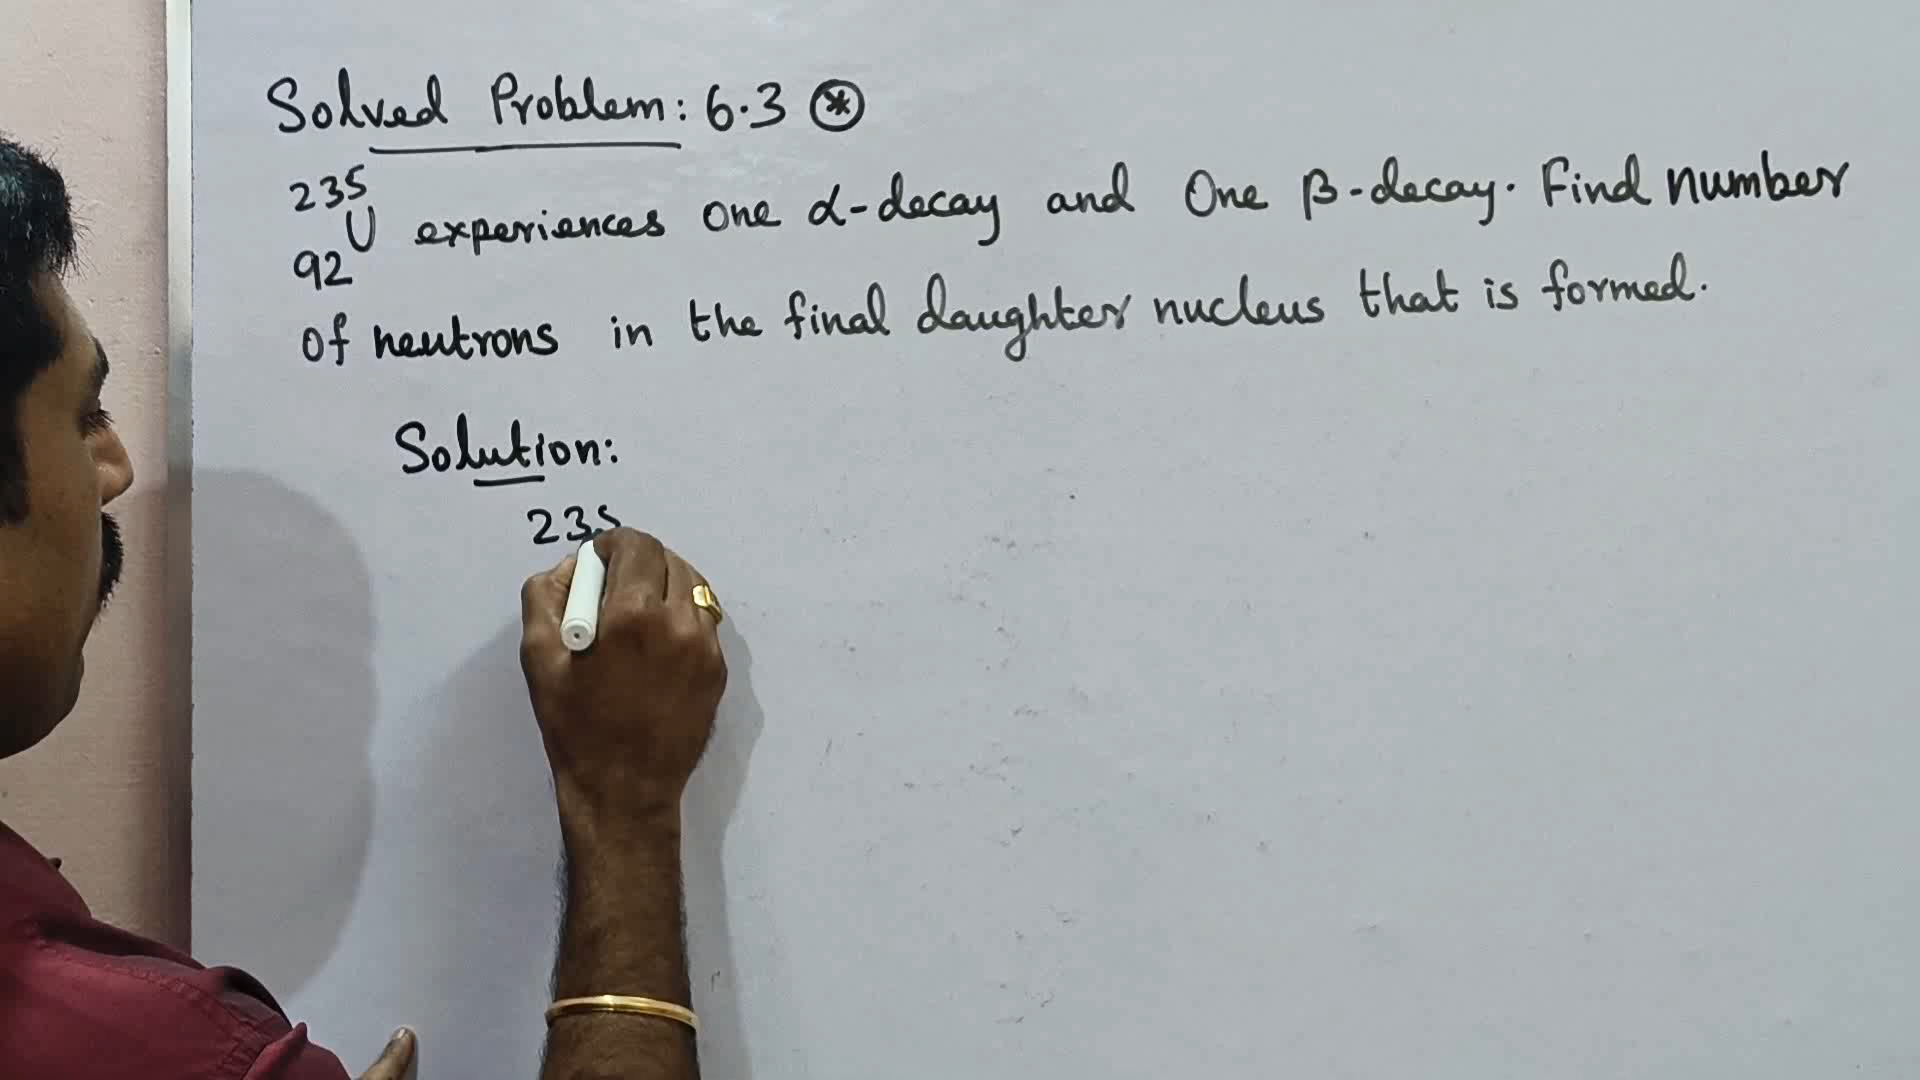 Solved Problem: 6.3 *
235
92 U experiences one α-decay and One β-decay. Find number
of neutrons in the final daughter nucleus that is formed.
Solution:
235